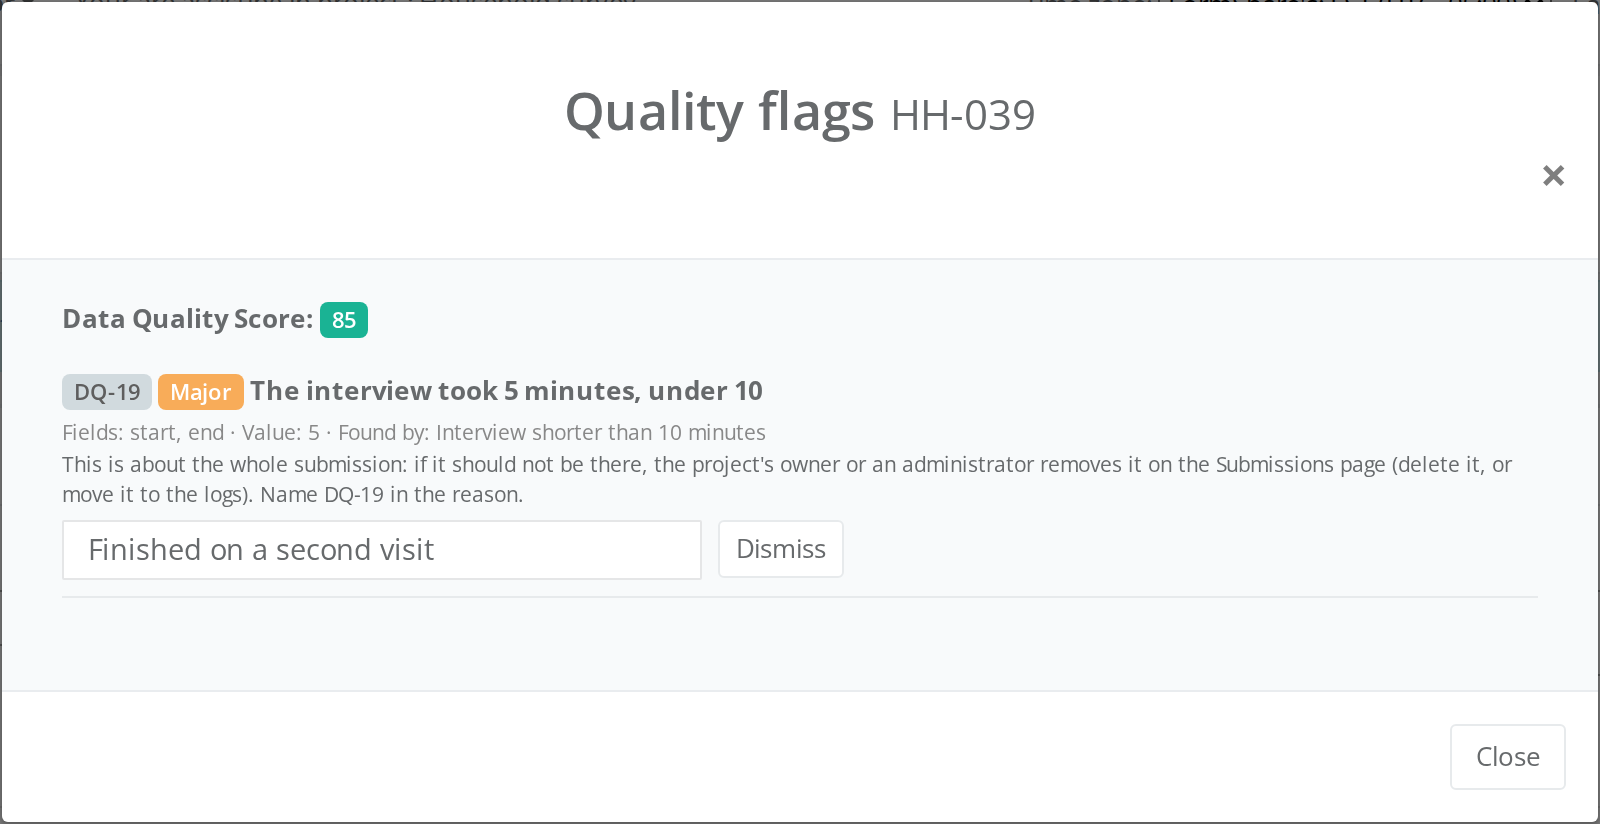 Quality flags HH-039
×
Data Quality Score: 85
DQ-19 Major The interview took 5 minutes, under 10
Fields: start, end · Value: 5 · Found by: Interview shorter than 10 minutes
This is about the whole submission: if it should not be there, the project's owner or an administrator removes it on the Submissions page (delete it, or
move it to the logs). Name DQ-19 in the reason.
Finished on a second visit
Dismiss
Close